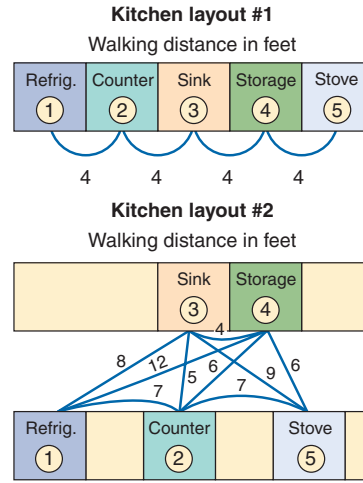 Kitchen layout #1
Walking distance in feet
Refrig. Counter Sink Storage Stove
1 2 3 4 5
4 4 4 4
Kitchen layout #2
Walking distance in feet
Sink Storage
3 4
4
8 12 5 6 9 6
7 7
Refrig. Counter Stove
1 2 5